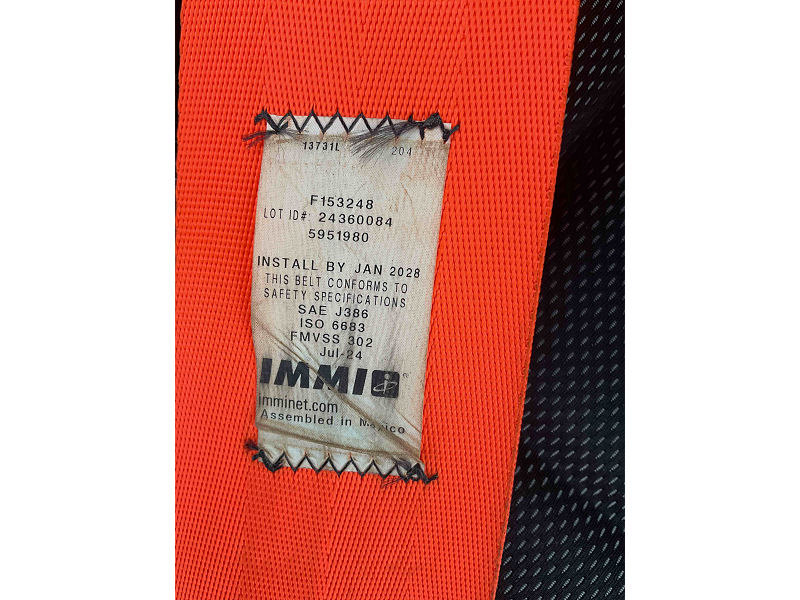 13731L 204
F153248
LOT ID#: 24360084
5951980
INSTALL BY JAN 2028
THIS BELT CONFORMS TO
SAFETY SPECIFICATIONS
SAE J386
ISO 6683
FMVSS 302
Jul-24
IMMI®
imminet.com
Assembled in Mexico